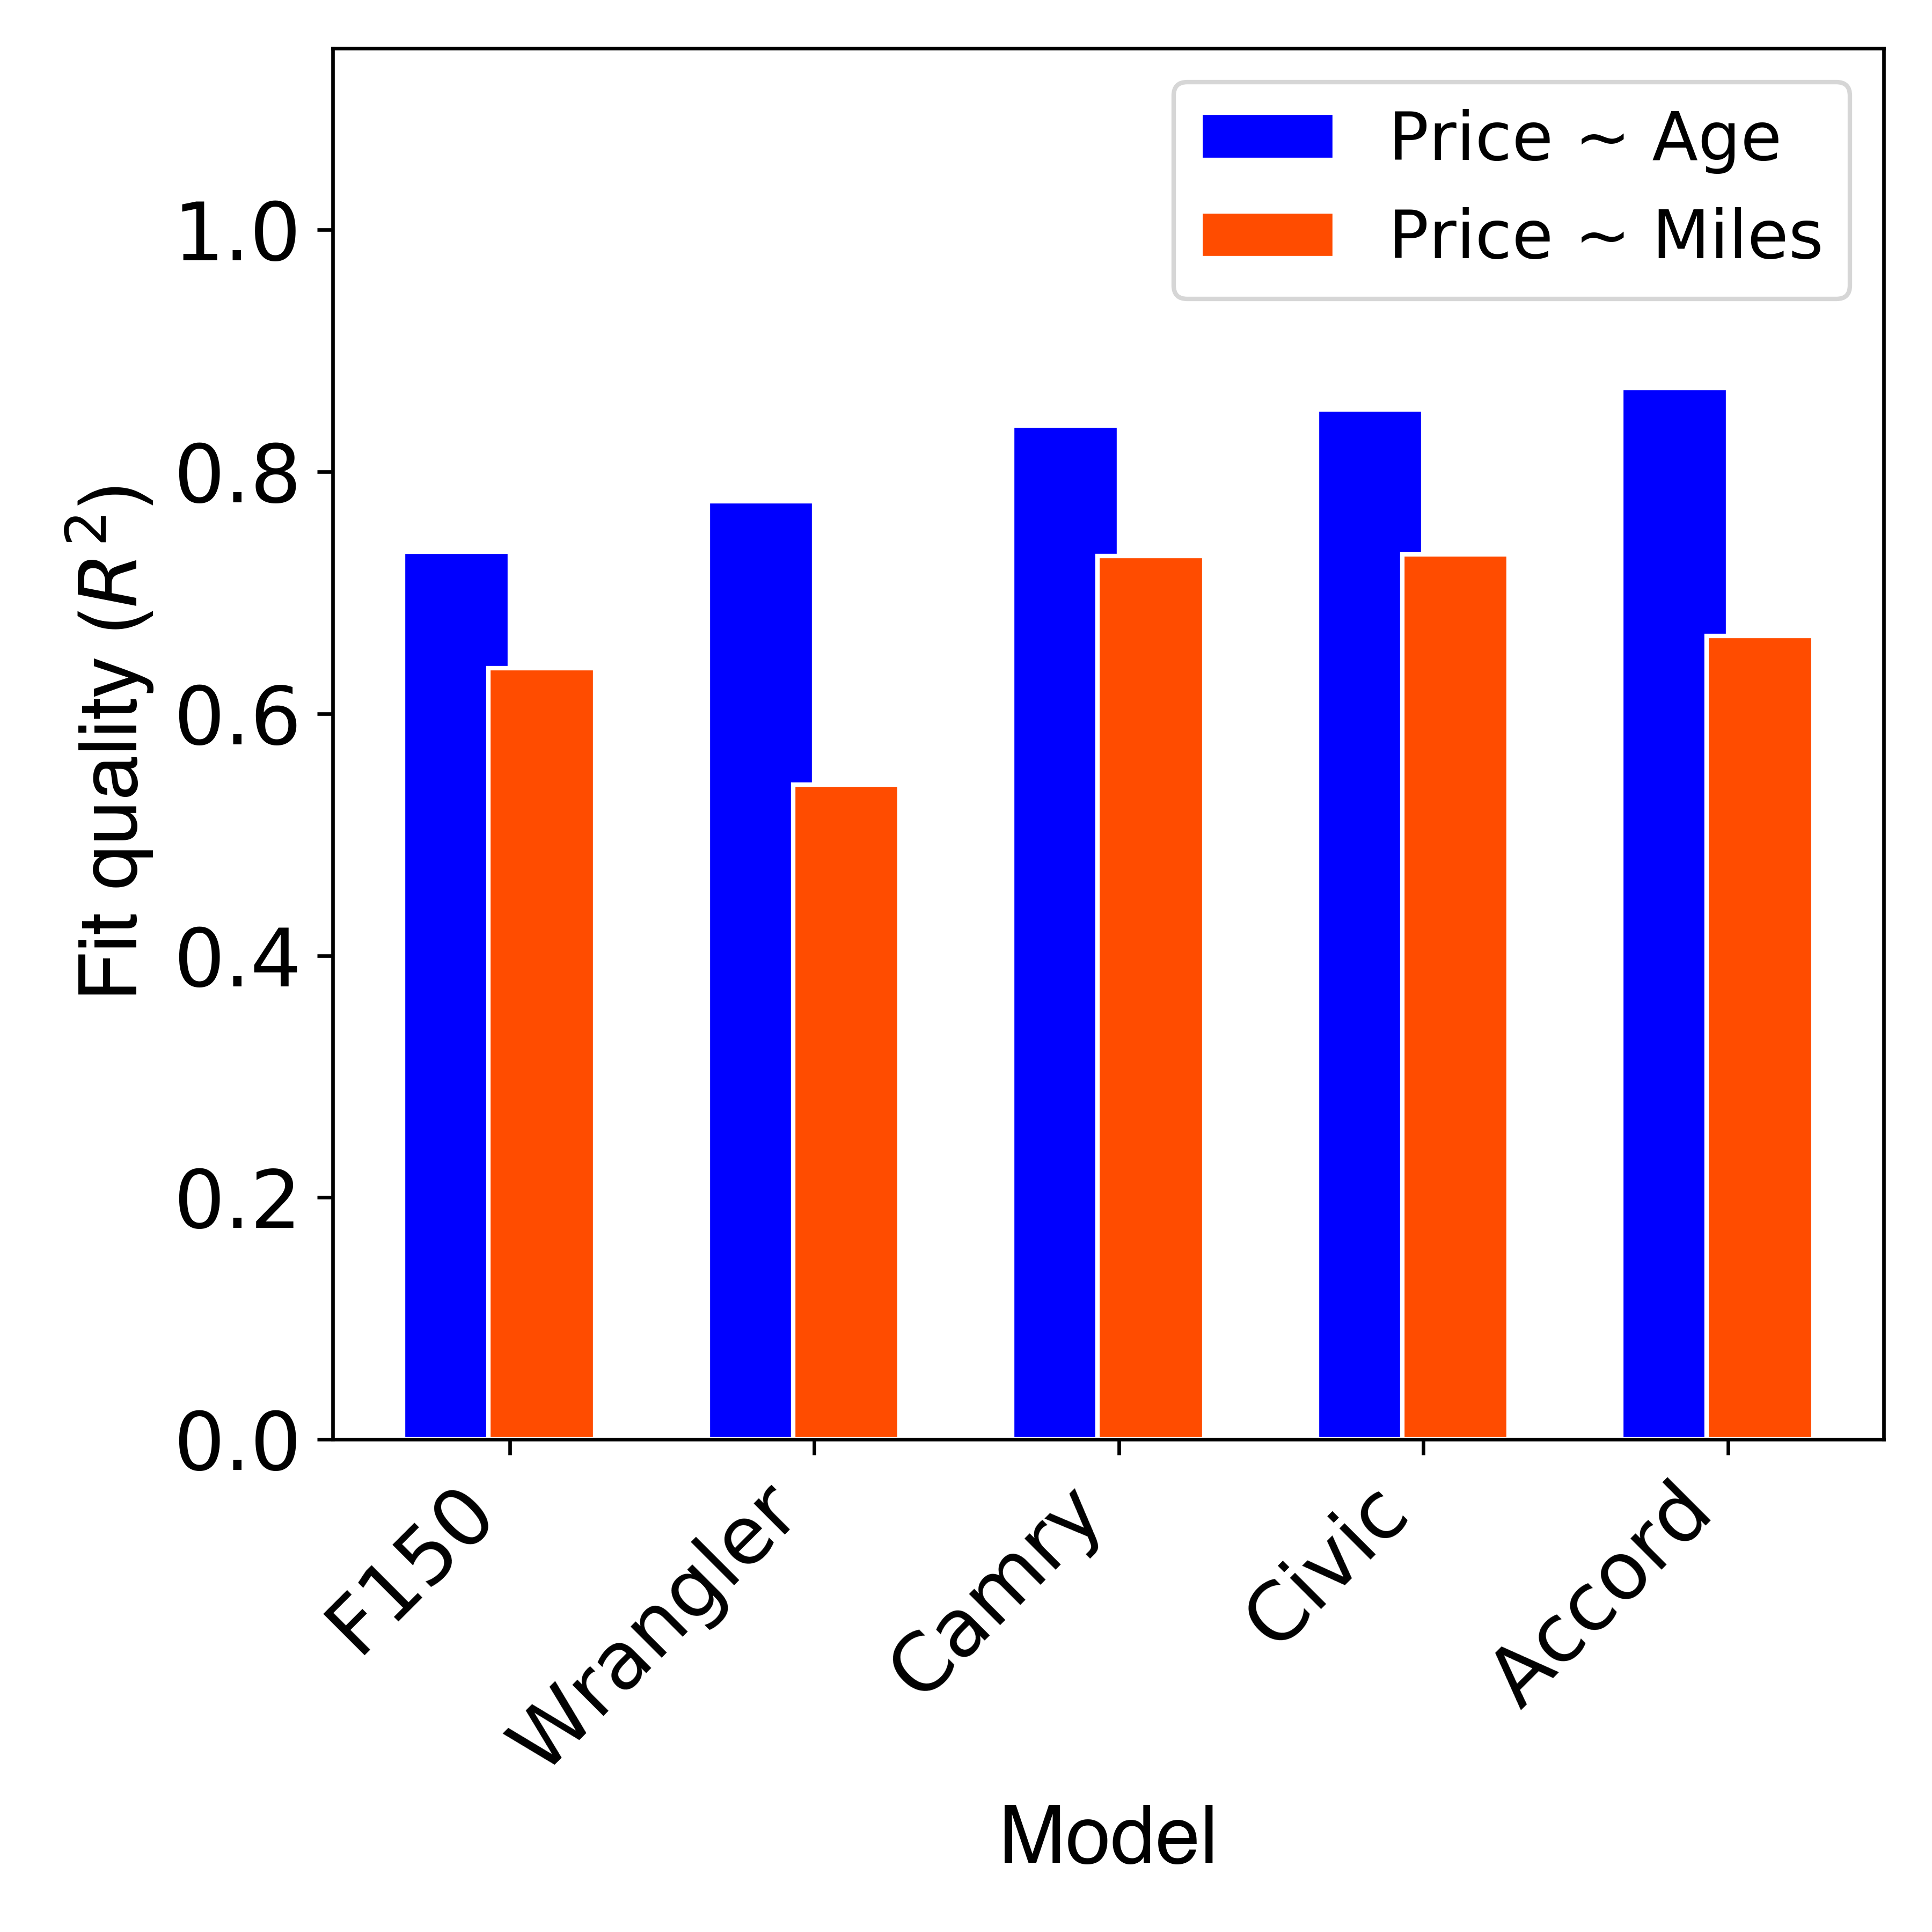 Price ~ Age
Price ~ Miles
1.0
0.8
0.6
0.4
0.2
0.0
Fit quality (R²)
F150
Wrangler
Camry
Civic
Accord
Model